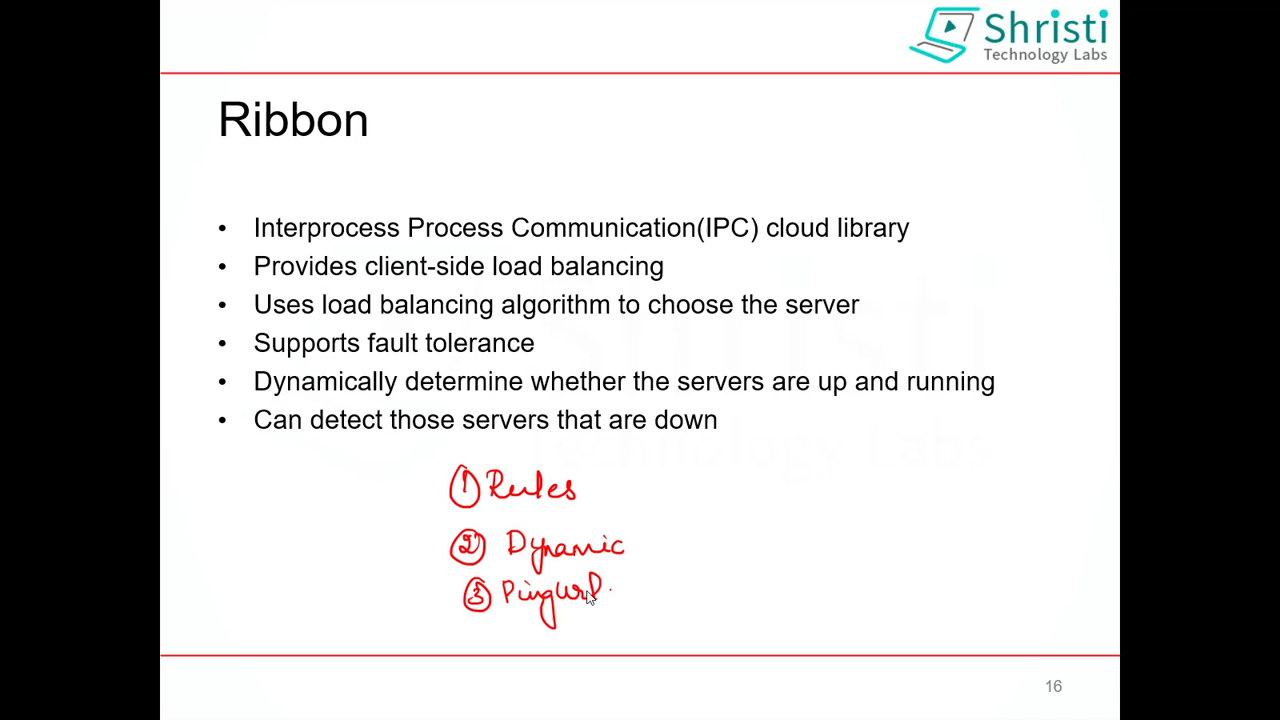 Shristi
Technology Labs
Ribbon
• Interprocess Process Communication(IPC) cloud library
• Provides client-side load balancing
• Uses load balancing algorithm to choose the server
• Supports fault tolerance
• Dynamically determine whether the servers are up and running
• Can detect those servers that are down
① Rules
② Dynamic
③ PingUrl.
16